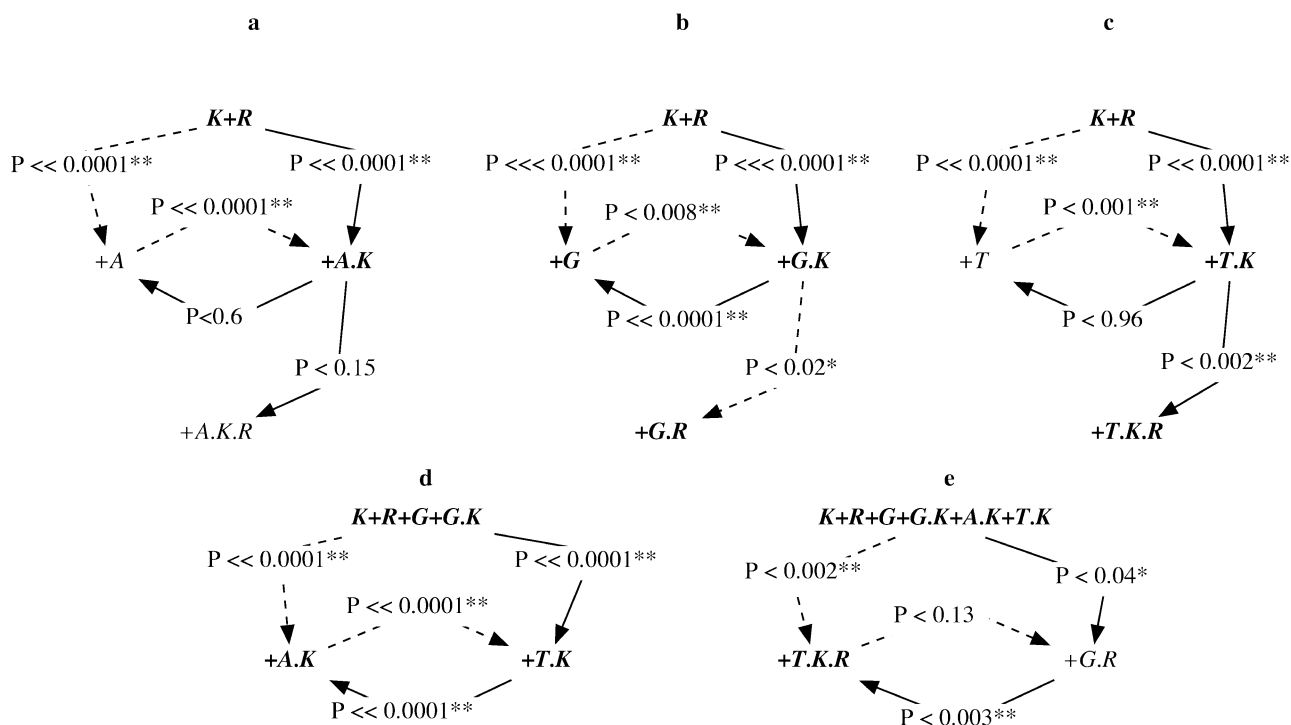 a
K+R
P << 0.0001**
P << 0.0001**
P << 0.0001**
+A
+A.K
P<0.6
P < 0.15
+A.K.R
b
K+R
P <<< 0.0001**
P <<< 0.0001**
P < 0.008**
+G
+G.K
P << 0.0001**
P < 0.02*
+G.R
c
K+R
P << 0.0001**
P << 0.0001**
P < 0.001**
+T
+T.K
P < 0.96
P < 0.002**
+T.K.R
d
K+R+G+G.K
P << 0.0001**
P << 0.0001**
P << 0.0001**
+A.K
+T.K
P << 0.0001**
e
K+R+G+G.K+A.K+T.K
P < 0.002**
P < 0.04*
P < 0.13
+T.K.R
+G.R
P < 0.003**